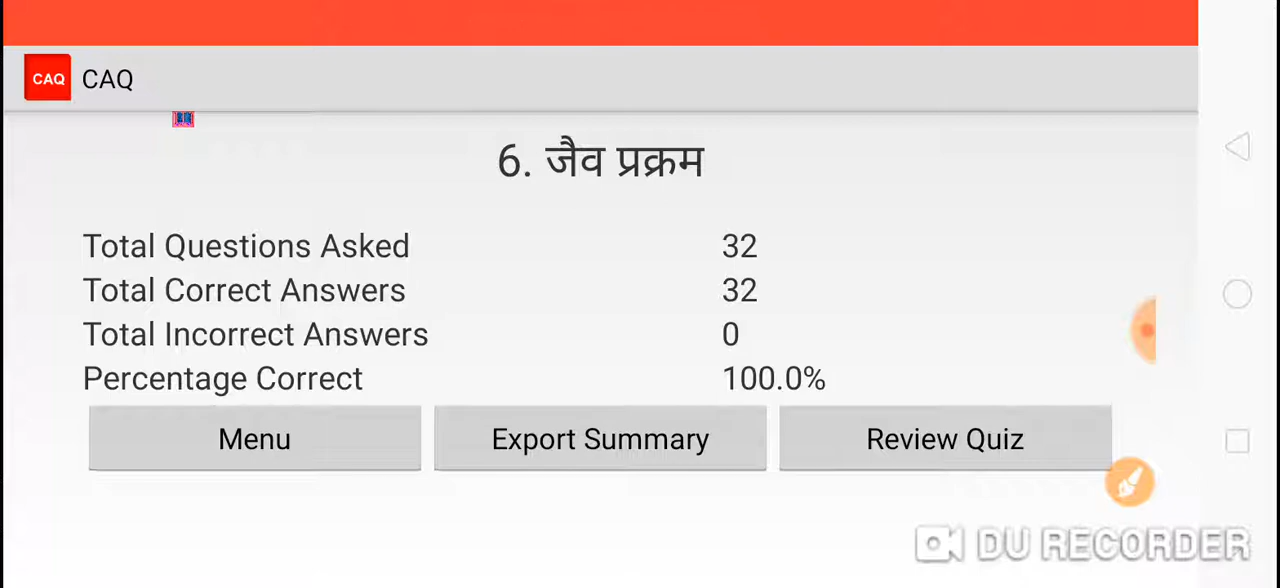 CAQ CAQ
6. जैव प्रक्रम
Total Questions Asked 32
Total Correct Answers 32
Total Incorrect Answers 0
Percentage Correct 100.0%
Menu Export Summary Review Quiz
DU RECORDER